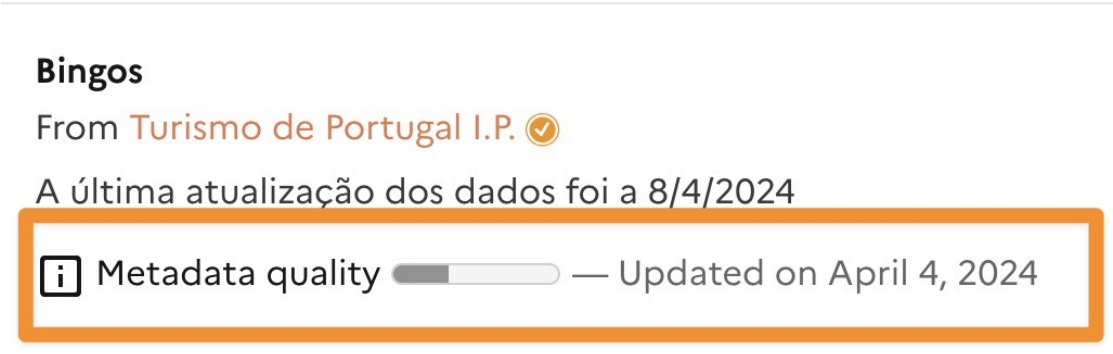 Bingos
From Turismo de Portugal I.P.
A última atualização dos dados foi a 8/4/2024
Metadata quality — Updated on April 4, 2024